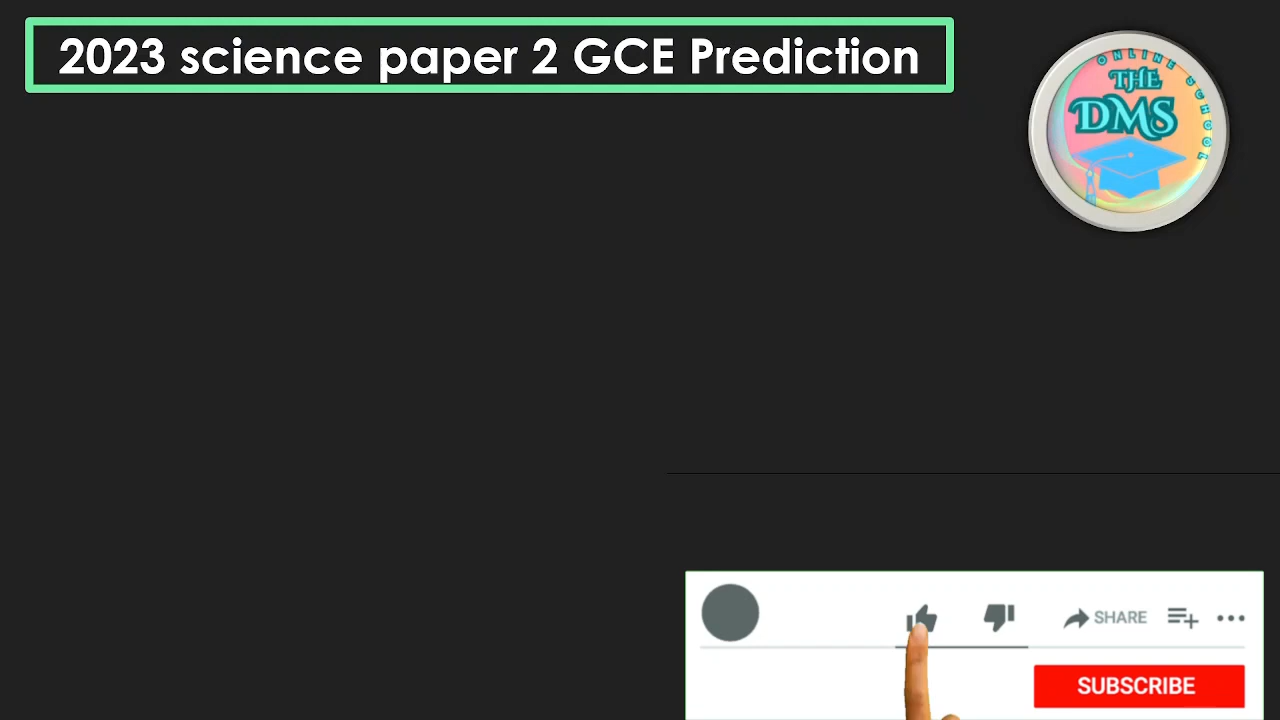 2023 science paper 2 GCE Prediction
ONLINE SCHOOL
THE
DMS
SHARE
SUBSCRIBE